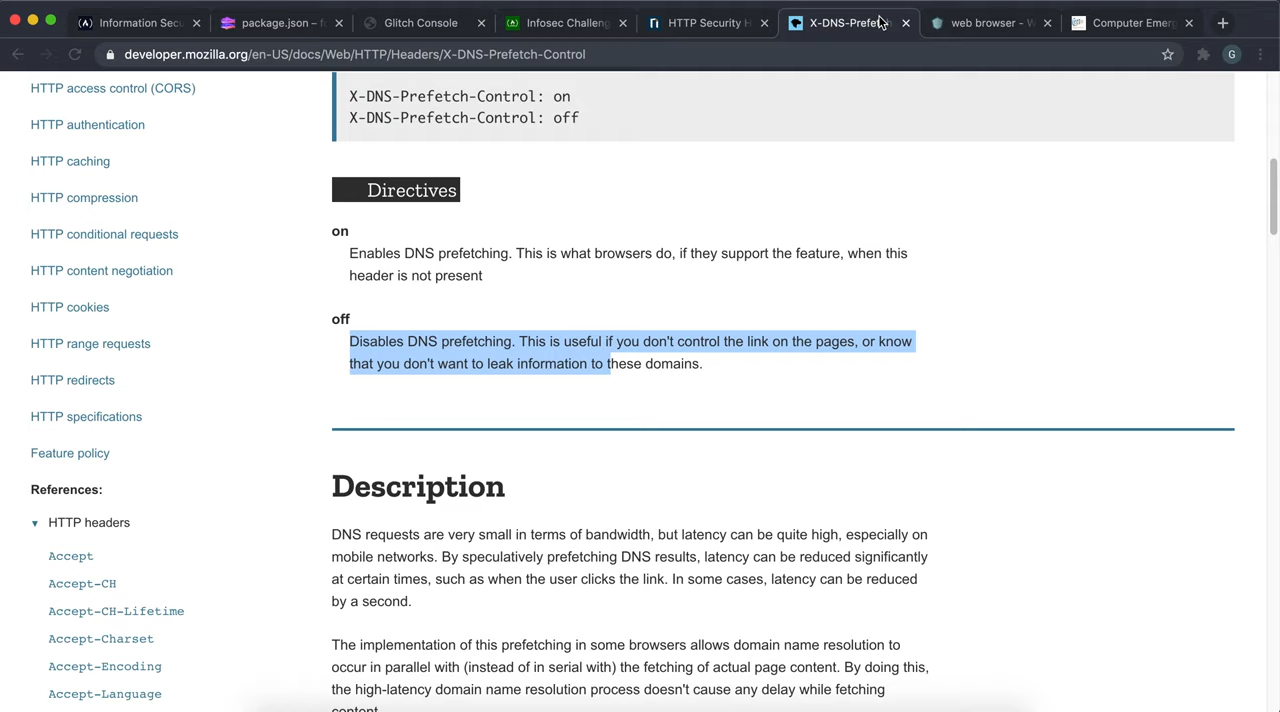 Information Secu
package.json – f
Glitch Console
Infosec Challeng
HTTP Security H
X-DNS-Prefetch
web browser - W
Computer Emerg
developer.mozilla.org/en-US/docs/Web/HTTP/Headers/X-DNS-Prefetch-Control
G
HTTP access control (CORS)
HTTP authentication
HTTP caching
HTTP compression
HTTP conditional requests
HTTP content negotiation
HTTP cookies
HTTP range requests
HTTP redirects
HTTP specifications
Feature policy
References:
HTTP headers
Accept
Accept-CH
Accept-CH-Lifetime
Accept-Charset
Accept-Encoding
Accept-Language
X-DNS-Prefetch-Control: on
X-DNS-Prefetch-Control: off
Directives
on
Enables DNS prefetching. This is what browsers do, if they support the feature, when this
header is not present
off
Disables DNS prefetching. This is useful if you don't control the link on the pages, or know
that you don't want to leak information to these domains.
Description
DNS requests are very small in terms of bandwidth, but latency can be quite high, especially on
mobile networks. By speculatively prefetching DNS results, latency can be reduced significantly
at certain times, such as when the user clicks the link. In some cases, latency can be reduced
by a second.
The implementation of this prefetching in some browsers allows domain name resolution to
occur in parallel with (instead of in serial with) the fetching of actual page content. By doing this,
the high-latency domain name resolution process doesn't cause any delay while fetching
content.